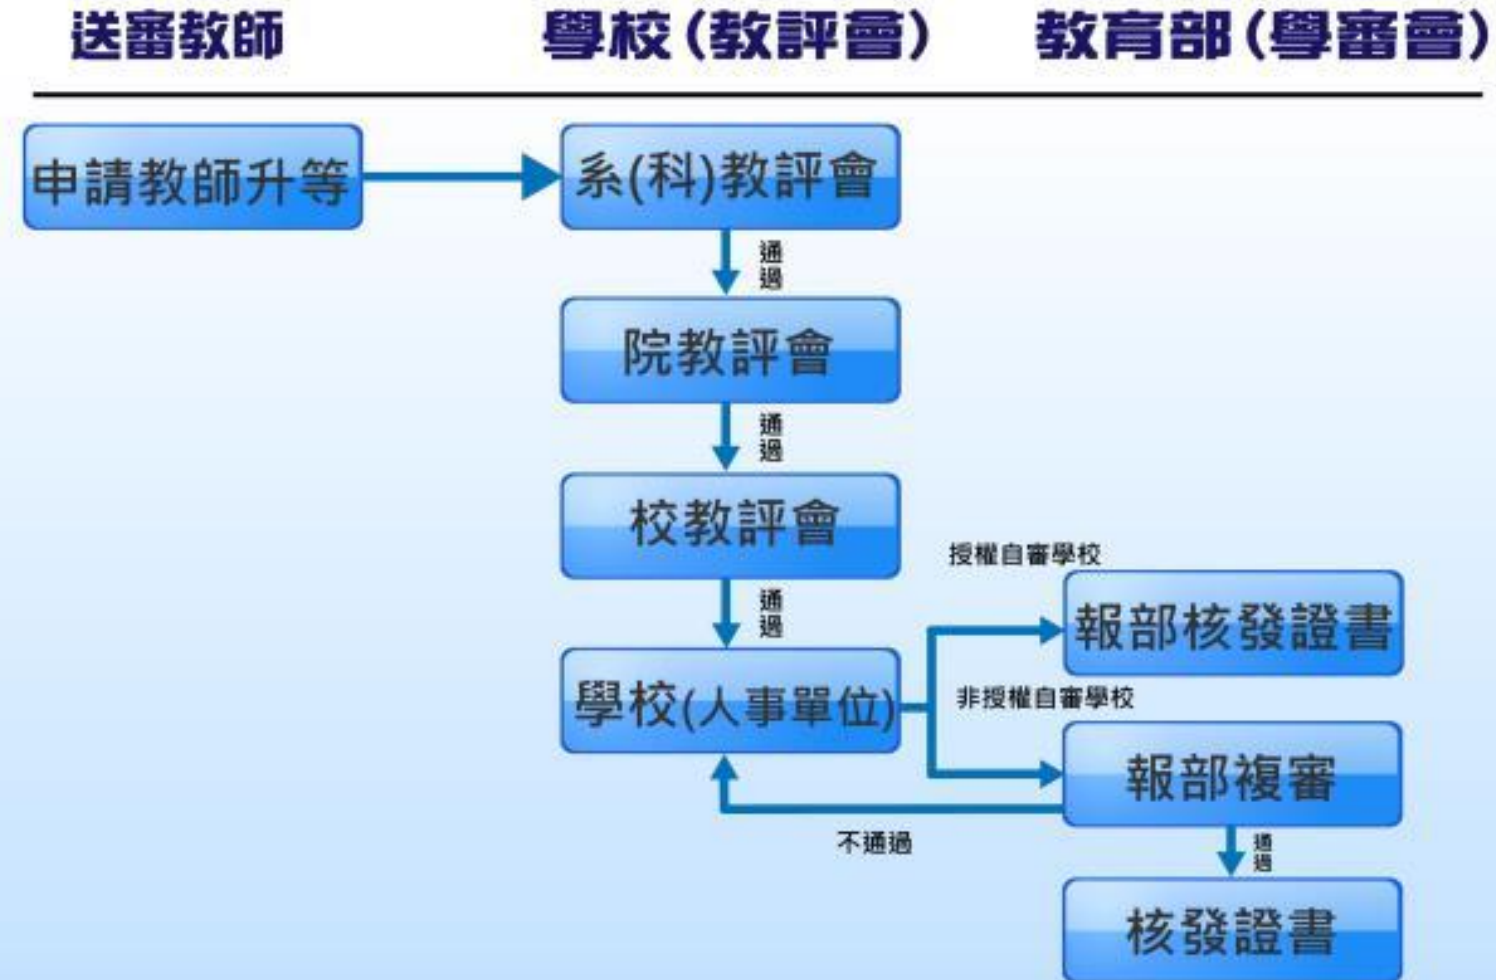 送審教師
學校(教評會)
教育部(學審會)
申請教師升等
系(科)教評會
通過
院教評會
通過
校教評會
通過
授權自審學校
報部核發證書
學校(人事單位)
非授權自審學校
報部複審
不通過
通過
核發證書